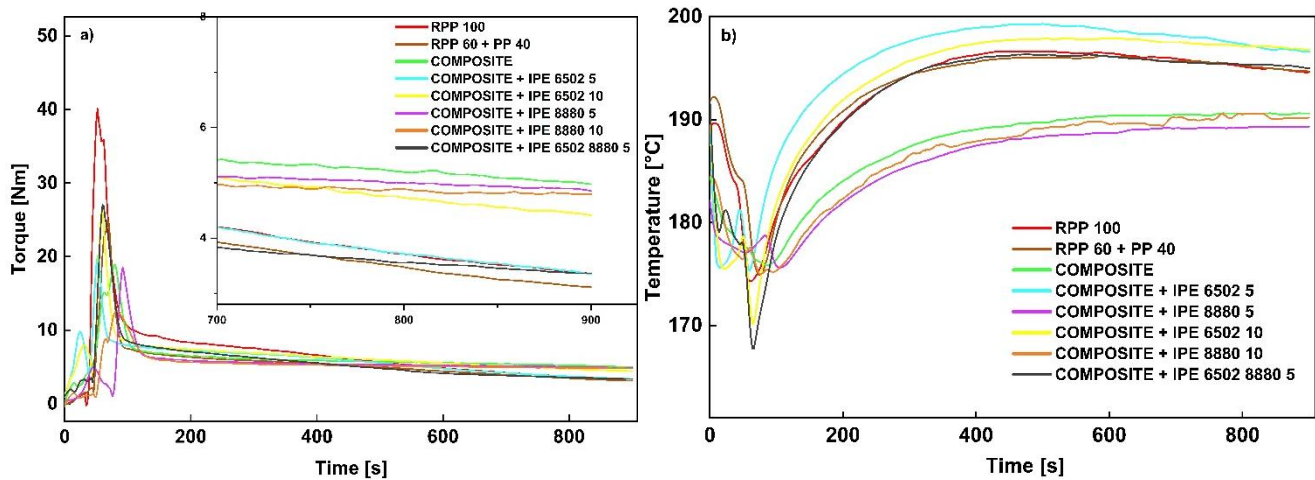 a)
Torque [Nm]
50
40
30
20
10
0
0
200
400
600
800
Time [s]
8
6
4
700
800
900
RPP 100
RPP 60 + PP 40
COMPOSITE
COMPOSITE + IPE 6502 5
COMPOSITE + IPE 6502 10
COMPOSITE + IPE 8880 5
COMPOSITE + IPE 8880 10
COMPOSITE + IPE 6502 8880 5
b)
Temperature [°C]
200
190
180
170
0
200
400
600
800
Time [s]
RPP 100
RPP 60 + PP 40
COMPOSITE
COMPOSITE + IPE 6502 5
COMPOSITE + IPE 8880 5
COMPOSITE + IPE 6502 10
COMPOSITE + IPE 8880 10
COMPOSITE + IPE 6502 8880 5